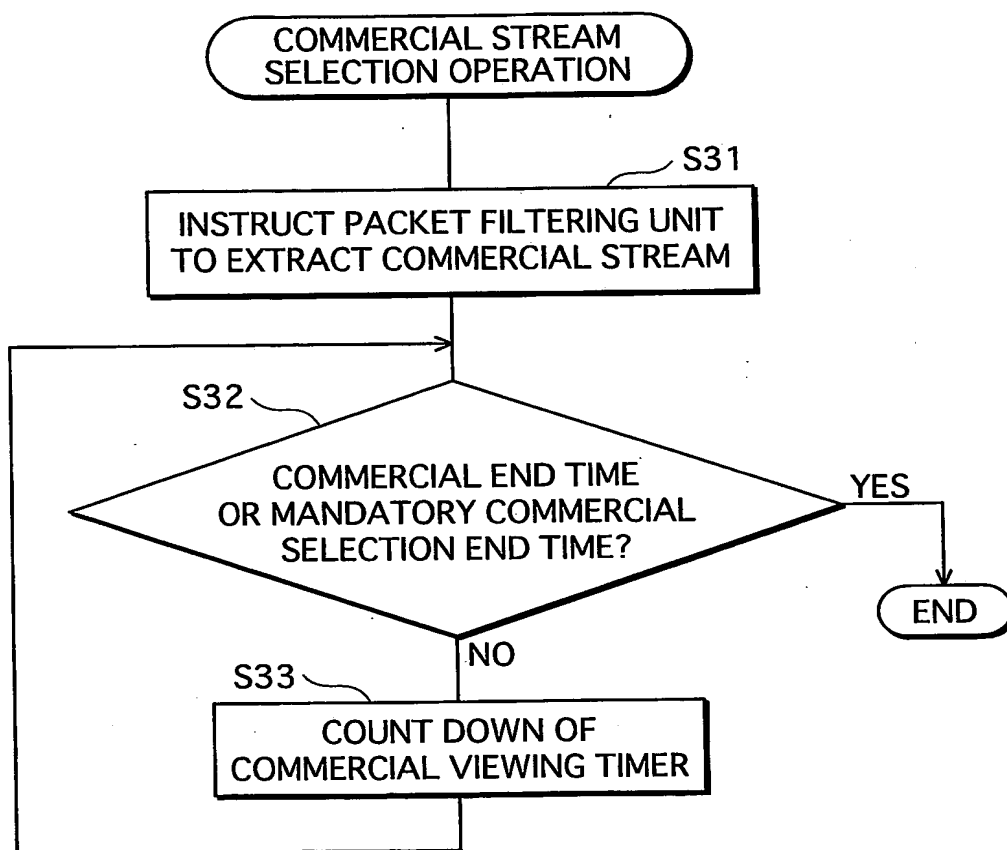 COMMERCIAL STREAM
SELECTION OPERATION
S31
INSTRUCT PACKET FILTERING UNIT
TO EXTRACT COMMERCIAL STREAM
S32
COMMERCIAL END TIME
OR MANDATORY COMMERCIAL
SELECTION END TIME?
YES
END
NO
S33
COUNT DOWN OF
COMMERCIAL VIEWING TIMER